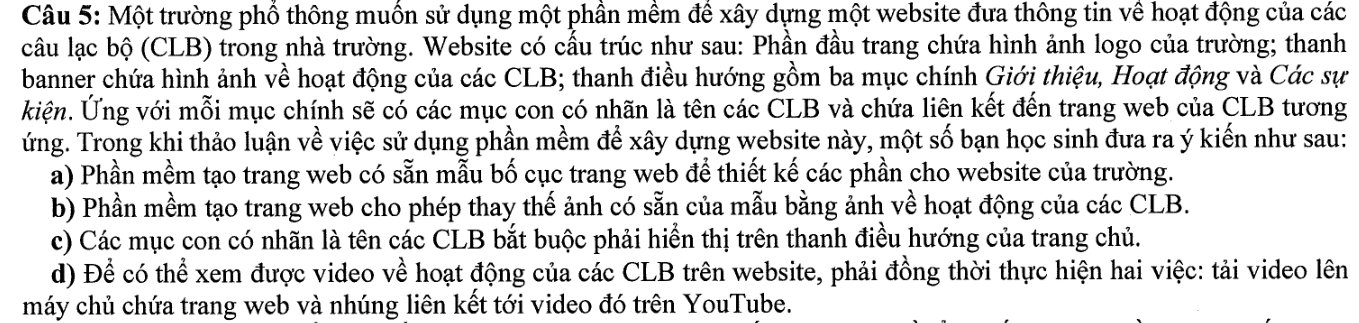 Câu 5: Một trường phổ thông muốn sử dụng một phần mềm để xây dựng một website đưa thông tin về hoạt động của các
câu lạc bộ (CLB) trong nhà trường. Website có cấu trúc như sau: Phần đầu trang chứa hình ảnh logo của trường; thanh
banner chứa hình ảnh về hoạt động của các CLB; thanh điều hướng gồm ba mục chính Giới thiệu, Hoạt động và Các sự
kiện. Ứng với mỗi mục chính sẽ có các mục con có nhãn là tên các CLB và chứa liên kết đến trang web của CLB tương
ứng. Trong khi thảo luận về việc sử dụng phần mềm để xây dựng website này, một số bạn học sinh đưa ra ý kiến như sau:
a) Phần mềm tạo trang web có sẵn mẫu bố cục trang web để thiết kế các phần cho website của trường.
b) Phần mềm tạo trang web cho phép thay thế ảnh có sẵn của mẫu bằng ảnh về hoạt động của các CLB.
c) Các mục con có nhãn là tên các CLB bắt buộc phải hiển thị trên thanh điều hướng của trang chủ.
d) Để có thể xem được video về hoạt động của các CLB trên website, phải đồng thời thực hiện hai việc: tải video lên
máy chủ chứa trang web và nhúng liên kết tới video đó trên YouTube.